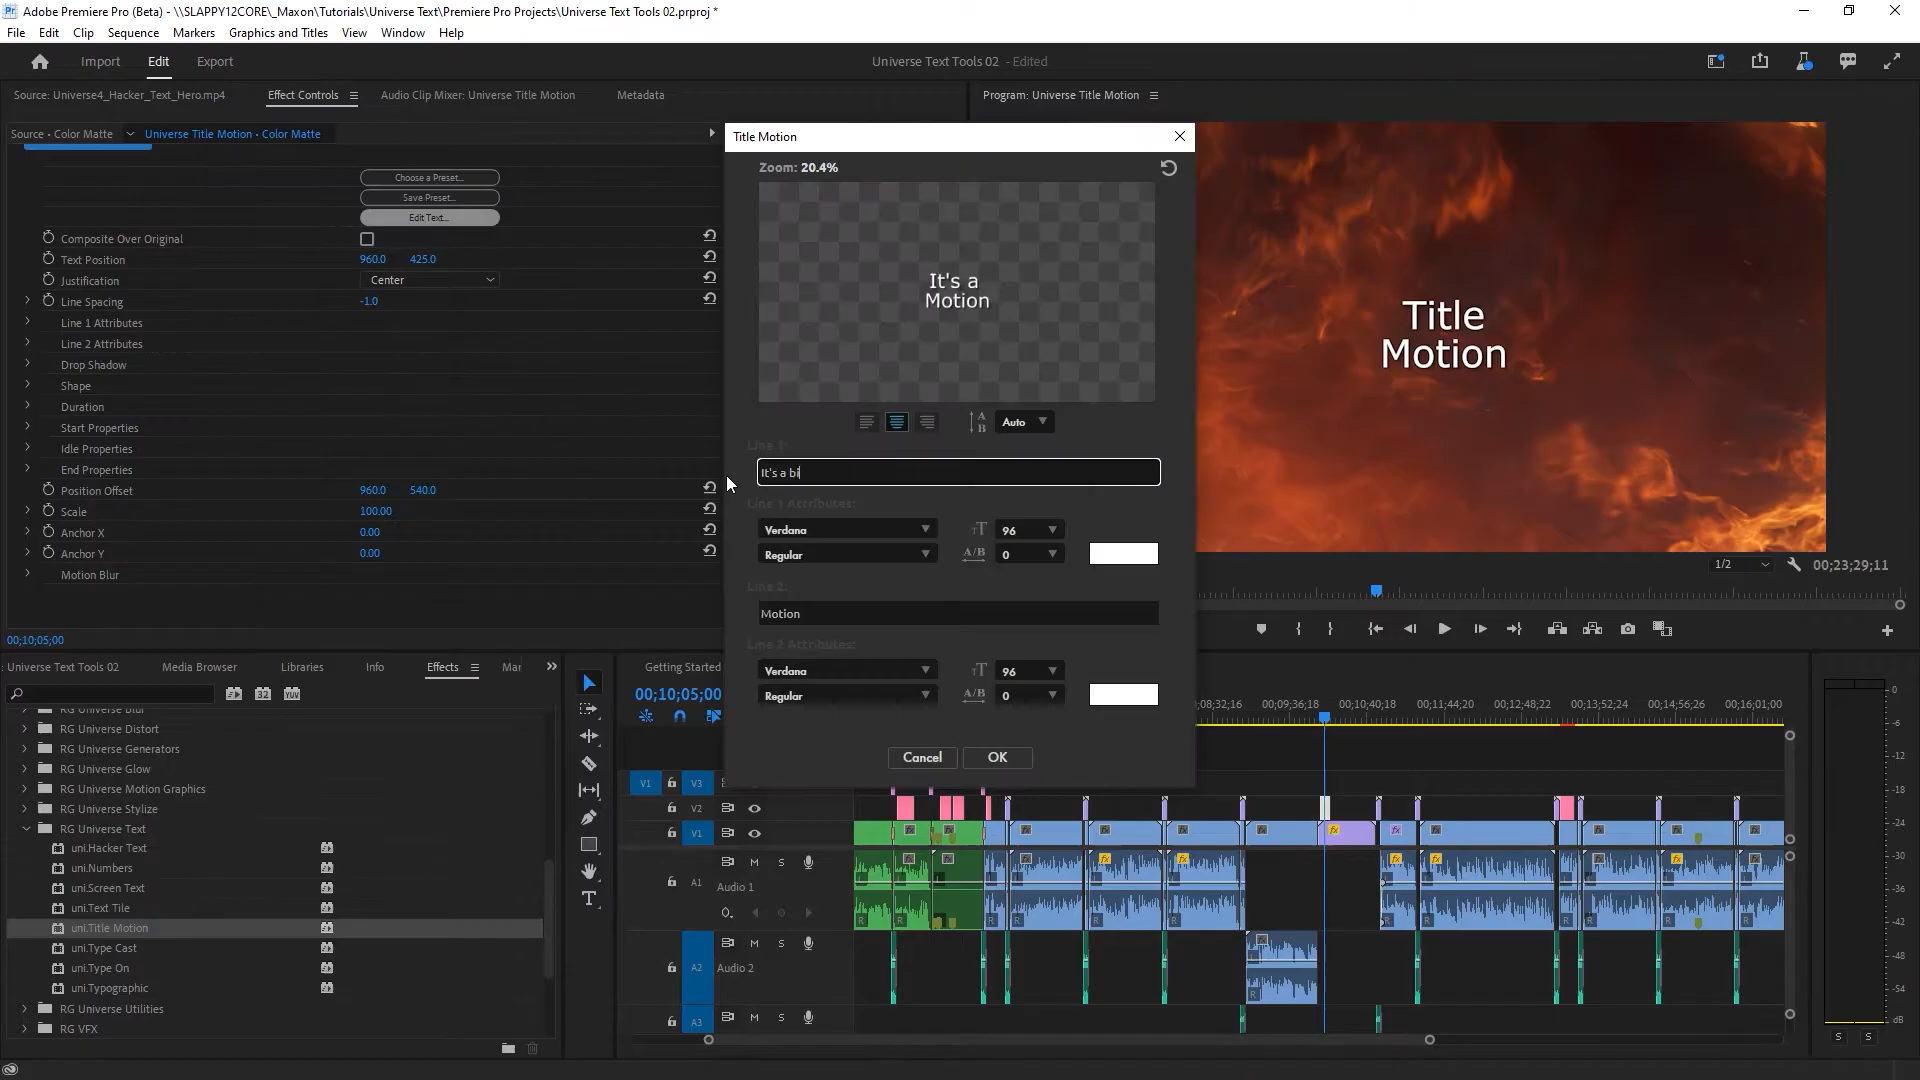 Adobe Premiere Pro (Beta) - \\SLAPPY12CORE\_Maxon\Tutorials\Universe Text\Premiere Pro Projects\Universe Text Tools 02.prproj *
File Edit Clip Sequence Markers Graphics and Titles View Window Help
Import Edit Export
Universe Text Tools 02 - Edited
Source: Universe4_Hacker_Text_Hero.mp4 Effect Controls Audio Clip Mixer: Universe Title Motion Metadata
Program: Universe Title Motion
Source • Color Matte Universe Title Motion • Color Matte
Choose a Preset...
Save Preset...
Edit Text...
Composite Over Original
Text Position 960.0 425.0
Justification Center
Line Spacing -1.0
Line 1 Attributes
Line 2 Attributes
Drop Shadow
Shape
Duration
Start Properties
Idle Properties
End Properties
Position Offset 960.0 540.0
Scale 100.00
Anchor X 0.00
Anchor Y 0.00
Motion Blur
00;10;05;00
Title Motion
Zoom: 20.4%
It's a
Motion
Auto
Line 1:
It's a bi
Line 1 Attributes:
Verdana 96
Regular 0
Line 2:
Motion
Line 2 Attributes:
Verdana 96
Regular 0
Cancel OK
Title
Motion
1/2 00;23;29;11
Universe Text Tools 02 Media Browser Libraries Info Effects Mar
RG Universe Blur
RG Universe Distort
RG Universe Generators
RG Universe Glow
RG Universe Motion Graphics
RG Universe Stylize
RG Universe Text
uni.Hacker Text
uni.Numbers
uni.Screen Text
uni.Text Tile
uni.Title Motion
uni.Type Cast
uni.Type On
uni.Typographic
RG Universe Utilities
RG VFX
Getting Started
00;10;05;00
;08;32;16 00;09;36;18 00;10;40;18 00;11;44;20 00;12;48;22 00;13;52;24 00;14;56;26 00;16;01;00
V1 V3
V2
V1
A1 M S
Audio 1
A2 M S
Audio 2
A3 M S
0
-6
-12
-18
-24
-30
-36
-42
-48
-54
dB
S S